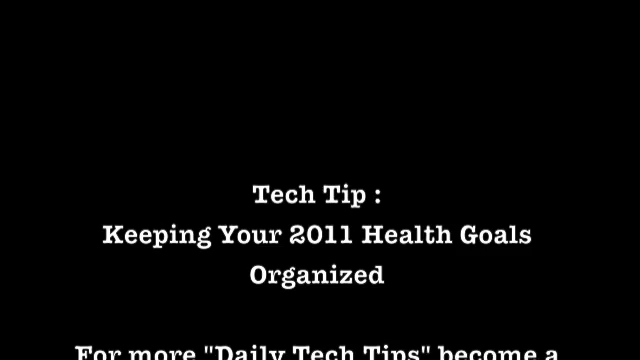 Tech Tip :
Keeping Your 2011 Health Goals
Organized
For more "Daily Tech Tips" become a